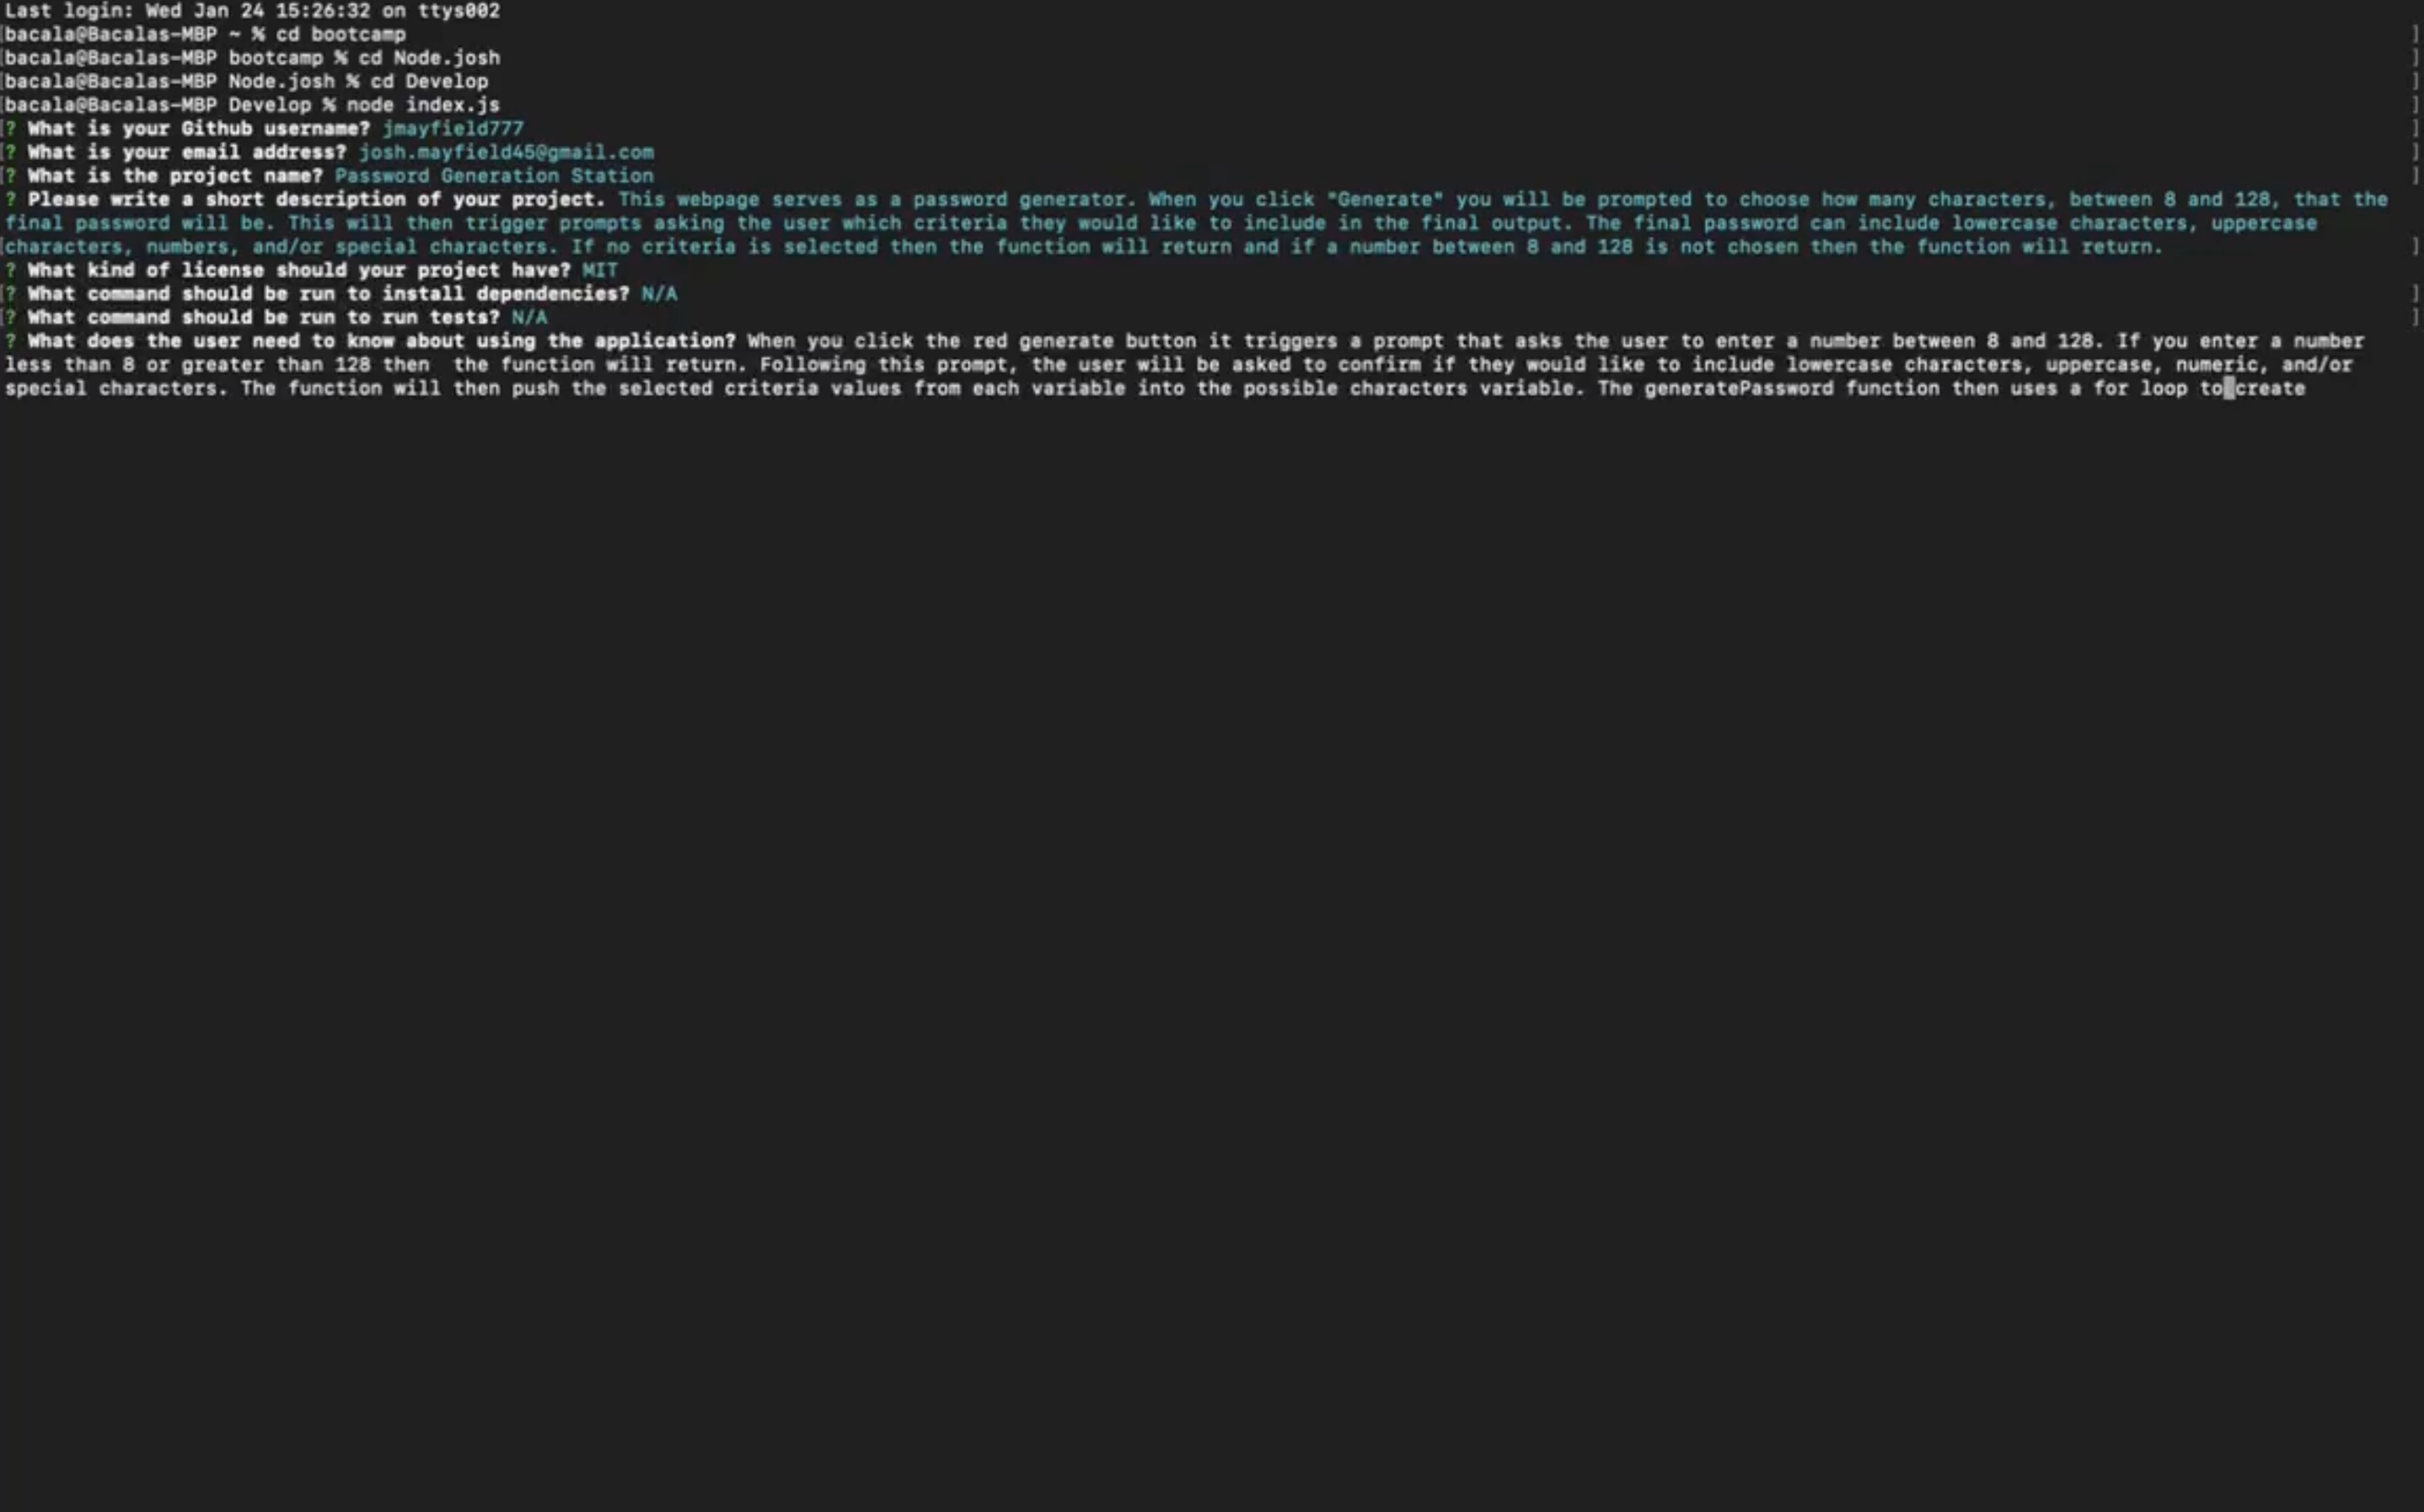 Last login: Wed Jan 24 15:26:32 on ttys002
[bacala@Bacalas-MBP ~ % cd bootcamp ]
[bacala@Bacalas-MBP bootcamp % cd Node.josh ]
[bacala@Bacalas-MBP Node.josh % cd Develop ]
[bacala@Bacalas-MBP Develop % node index.js ]
[? What is your Github username? jmayfield777 ]
[? What is your email address? josh.mayfield45@gmail.com ]
[? What is the project name? Password Generation Station ]
? Please write a short description of your project. This webpage serves as a password generator. When you click "Generate" you will be prompted to choose how many characters, between 8 and 128, that the
final password will be. This will then trigger prompts asking the user which criteria they would like to include in the final output. The final password can include lowercase characters, uppercase
[characters, numbers, and/or special characters. If no criteria is selected then the function will return and if a number between 8 and 128 is not chosen then the function will return. ]
? What kind of license should your project have? MIT
[? What command should be run to install dependencies? N/A ]
[? What command should be run to run tests? N/A ]
? What does the user need to know about using the application? When you click the red generate button it triggers a prompt that asks the user to enter a number between 8 and 128. If you enter a number
less than 8 or greater than 128 then  the function will return. Following this prompt, the user will be asked to confirm if they would like to include lowercase characters, uppercase, numeric, and/or
special characters. The function will then push the selected criteria values from each variable into the possible characters variable. The generatePassword function then uses a for loop to create